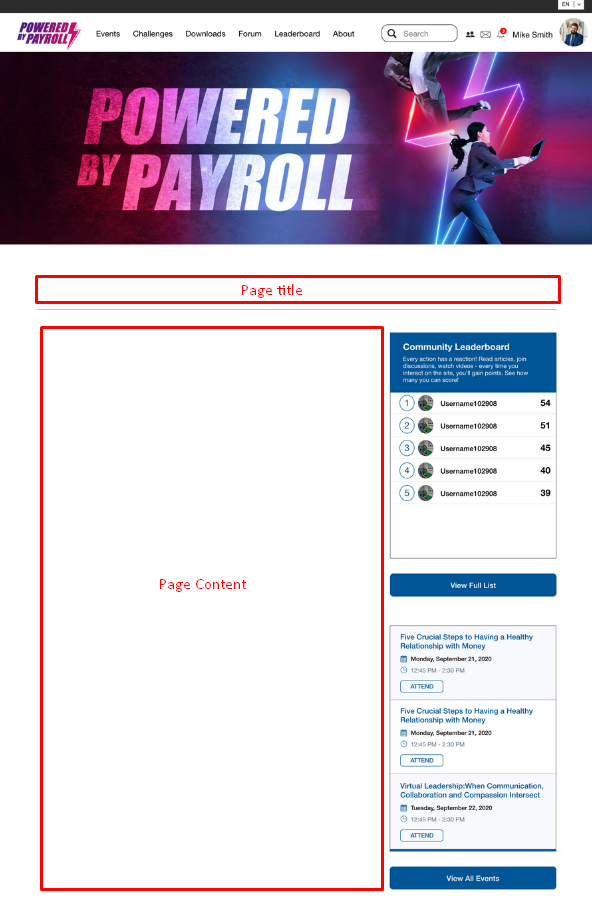 EN
POWERED
BY PAYROLL
Events Challenges Downloads Forum Leaderboard About
Search
3
Mike Smith
POWERED
BY PAYROLL
Page title
Page Content
Community Leaderboard
Every action has a reaction! Read articles, join
discussions, watch videos - every time you
interact on the site, you'll gain points. See how
many you can score!
1 Username102908 54
2 Username102908 51
3 Username102908 45
4 Username102908 40
5 Username102908 39
View Full List
Five Crucial Steps to Having a Healthy
Relationship with Money
Monday, September 21, 2020
12:45 PM - 2:30 PM
ATTEND
Five Crucial Steps to Having a Healthy
Relationship with Money
Monday, September 21, 2020
12:45 PM - 2:30 PM
ATTEND
Virtual Leadership:When Communication,
Collaboration and Compassion Intersect
Tuesday, September 22, 2020
12:45 PM - 2:30 PM
ATTEND
View All Events